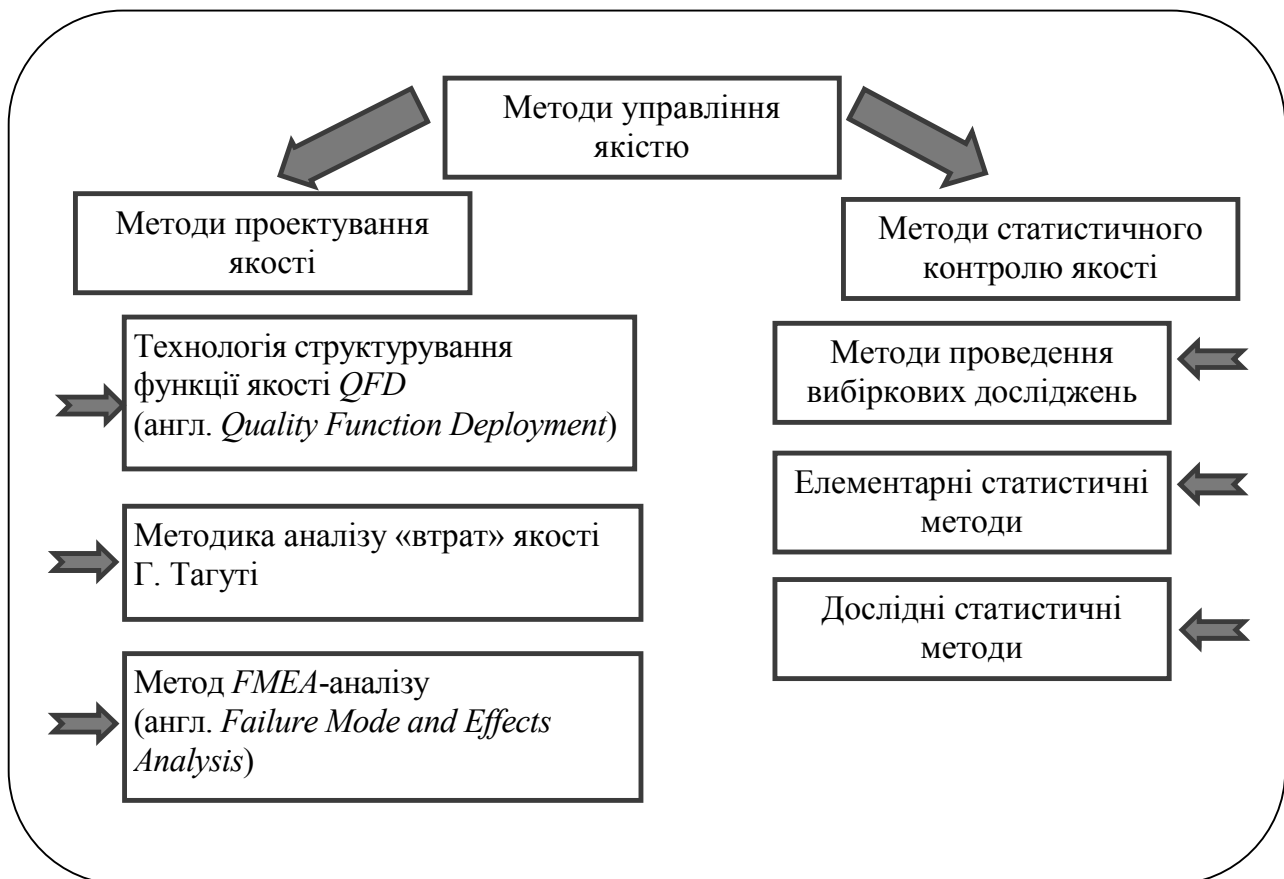 Методи управління
якістю
Методи проектування
якості
Технологія структурування
функції якості QFD
(англ. Quality Function Deployment)
Методика аналізу «втрат» якості
Г. Тагуті
Метод FMEA-аналізу
(англ. Failure Mode and Effects
Analysis)
Методи статистичного
контролю якості
Методи проведення
вибіркових досліджень
Елементарні статистичні
методи
Дослідні статистичні
методи